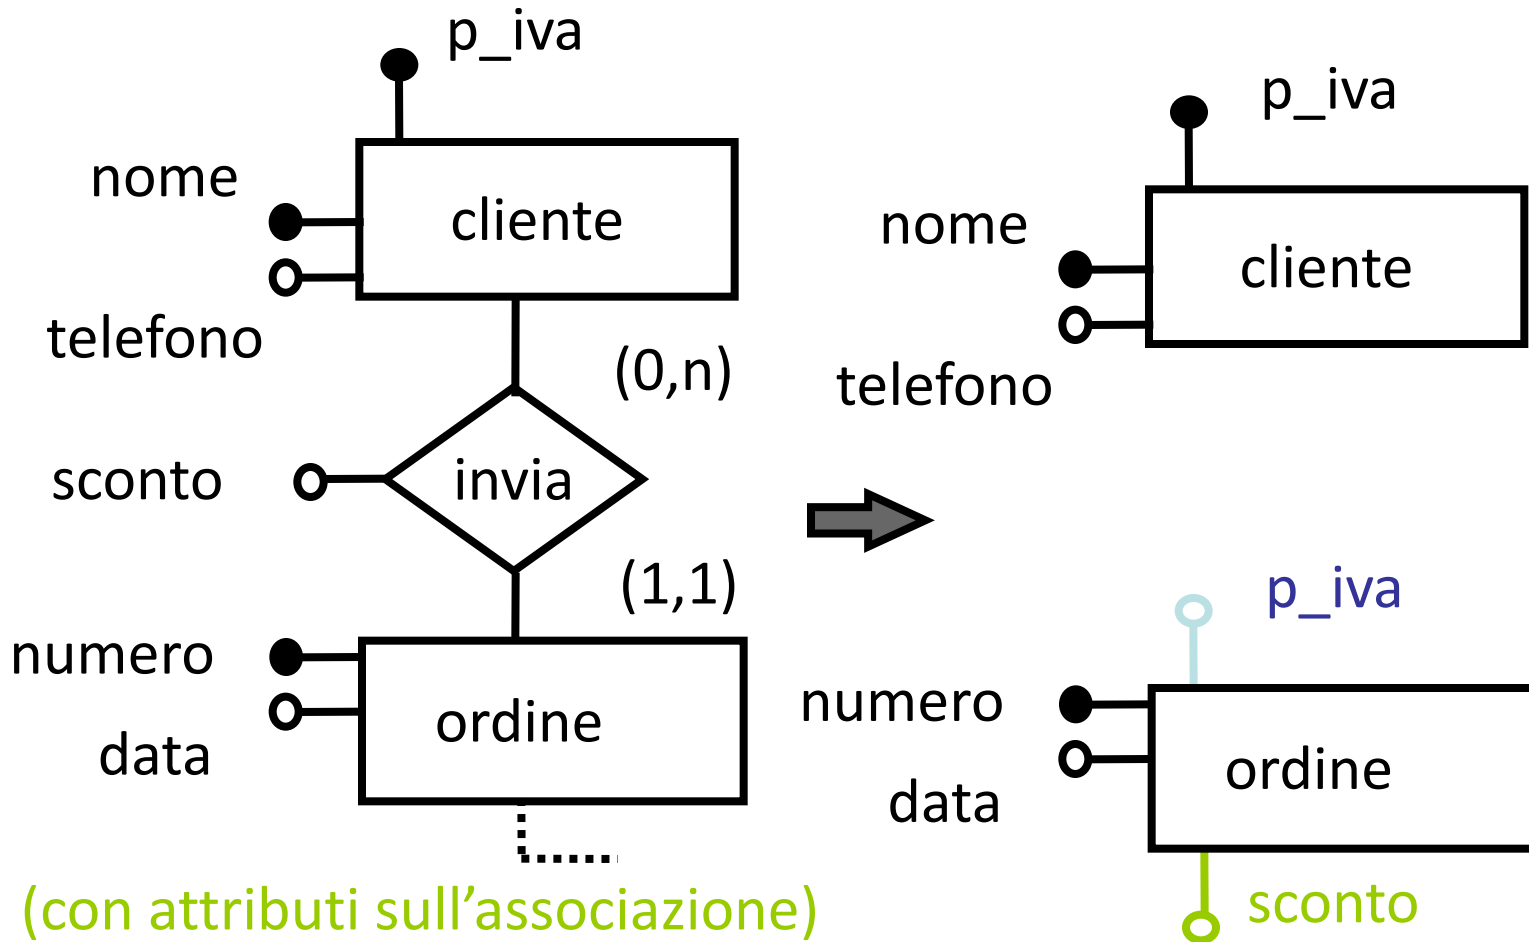 p_iva
nome
cliente
telefono
(0,n)
sconto
invia
(1,1)
numero
ordine
data
(con attributi sull’associazione)
p_iva
nome
cliente
telefono
p_iva
numero
ordine
data
sconto